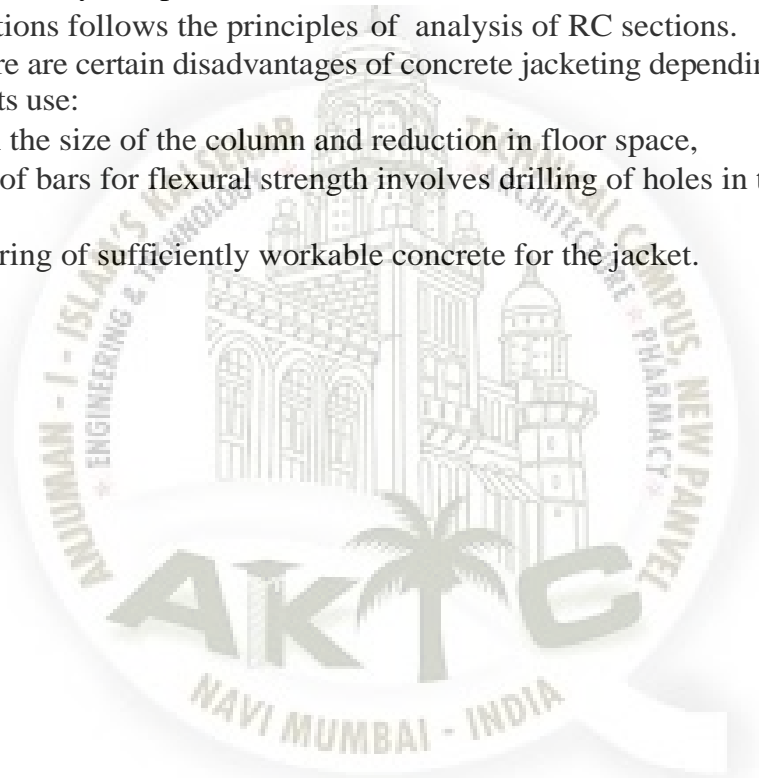 tions follows the principles of analysis of RC sections.
re are certain disadvantages of concrete jacketing dependin
ts use:
the size of the column and reduction in floor space,
of bars for flexural strength involves drilling of holes in t
ring of sufficiently workable concrete for the jacket.
ANJUMAN - I - ISLAM'S KALSEKAR TECHNICAL CAMPUS, NEW PANVEL
ENGINEERING & TECHNOLOGY * ARCHITECTURE * PHARMACY *
AKTC
NAVI MUMBAI - INDIA